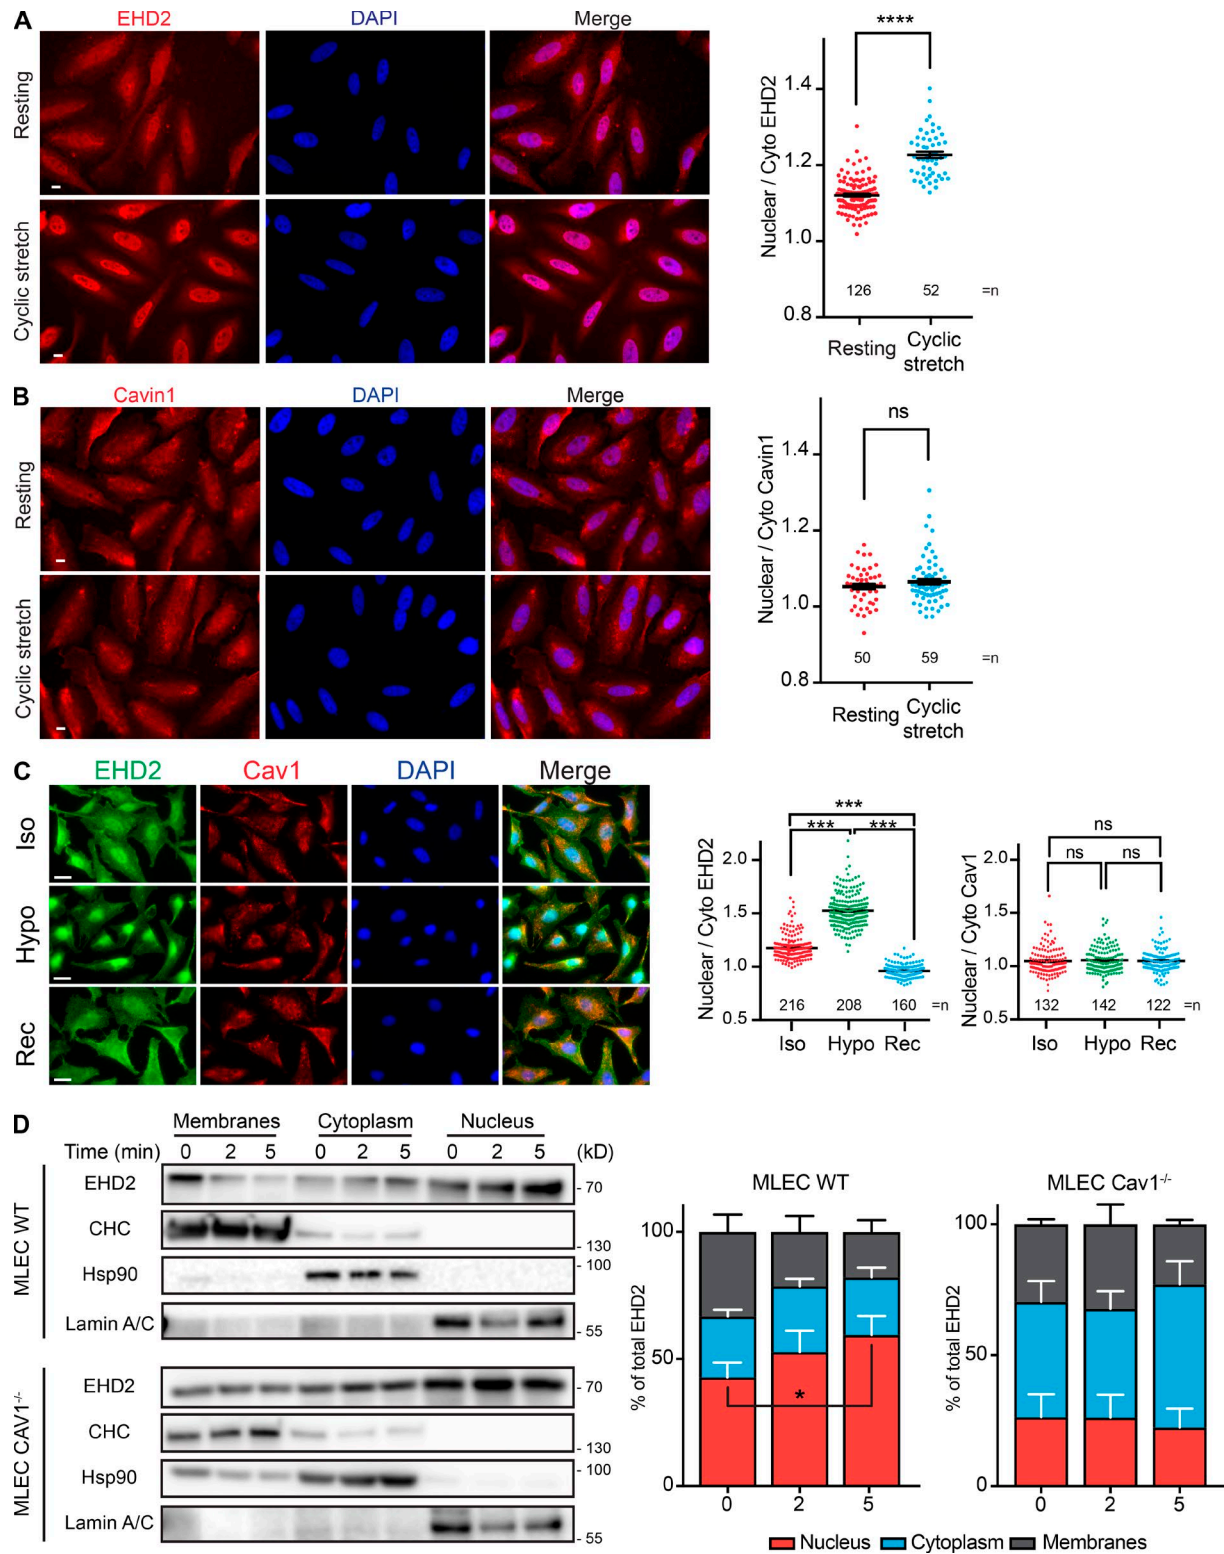 A
EHD2 DAPI Merge
Resting
Cyclic stretch
****
Nuclear / Cyto EHD2
1.4
1.2
1.0
0.8
126 52 =n
Resting Cyclic stretch
B
Cavin1 DAPI Merge
Resting
Cyclic stretch
ns
Nuclear / Cyto Cavin1
1.4
1.2
1.0
0.8
50 59 =n
Resting Cyclic stretch
C
EHD2 Cav1 DAPI Merge
Iso
Hypo
Rec
***
*** ***
Nuclear / Cyto EHD2
2.0
1.5
1.0
0.5
216 208 160 =n
Iso Hypo Rec
ns
ns ns
Nuclear / Cyto Cav1
2.0
1.5
1.0
0.5
132 142 122 =n
Iso Hypo Rec
D
Membranes Cytoplasm Nucleus
Time (min) 0 2 5 0 2 5 0 2 5 (kD)
MLEC WT
EHD2 - 70
CHC - 130
Hsp90 - 100
Lamin A/C - 55
MLEC CAV1-/-
EHD2 - 70
CHC - 130
Hsp90 - 100
Lamin A/C - 55
MLEC WT
% of total EHD2
100
50
0
*
0 2 5
MLEC Cav1-/-
% of total EHD2
100
50
0
0 2 5
Nucleus Cytoplasm Membranes